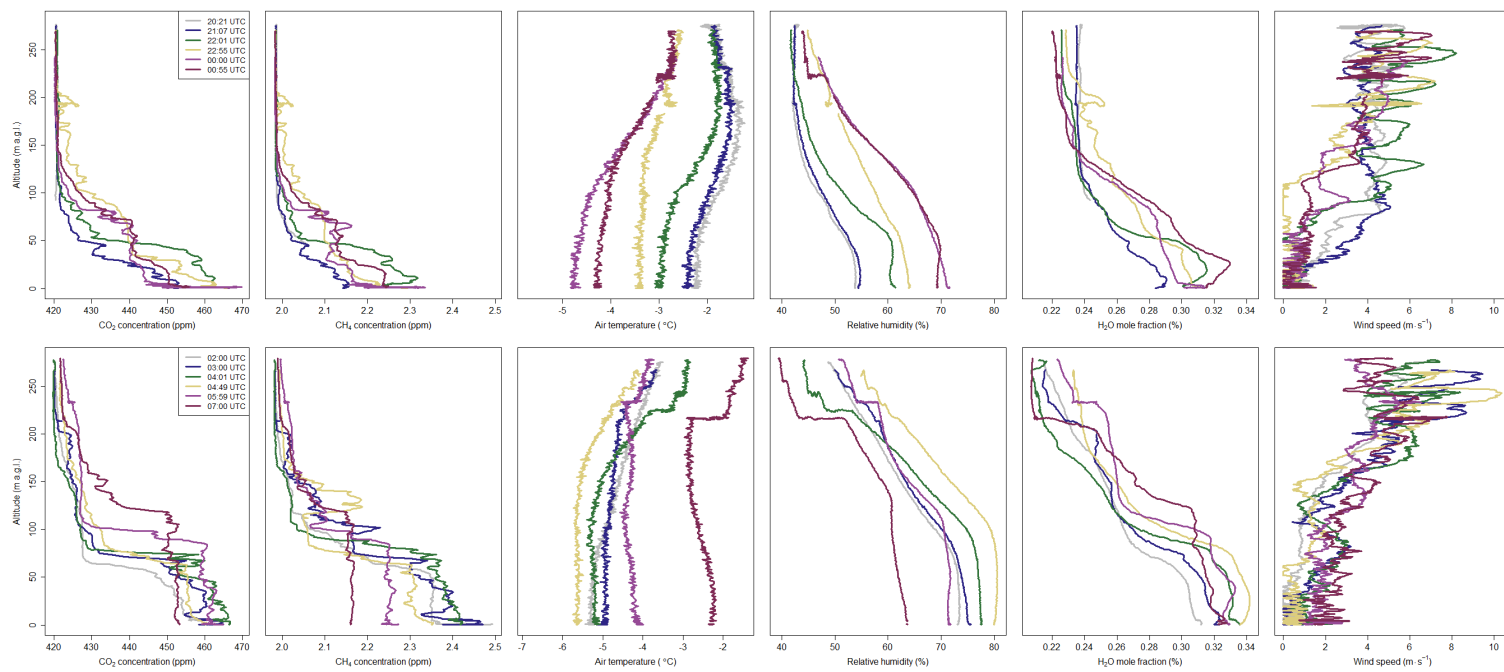 20:21 UTC
21:07 UTC
22:01 UTC
22:55 UTC
00:00 UTC
00:55 UTC
Altitude (m a g l.)
0 50 100 150 200 250
420 430 440 450 460 470
CO2 concentration (ppm)
2.0 2.1 2.2 2.3 2.4 2.5
CH4 concentration (ppm)
-5 -4 -3 -2
Air temperature ( °C)
40 50 60 70 80
Relative humidity (%)
0.22 0.24 0.26 0.28 0.30 0.32 0.34
H2O mole fraction (%)
0 2 4 6 8 10
Wind speed (m· s⁻¹)
02:00 UTC
03:00 UTC
04:01 UTC
04:49 UTC
05:59 UTC
07:00 UTC
Altitude (m a g l.)
0 50 100 150 200 250
420 430 440 450 460 470
CO2 concentration (ppm)
2.0 2.1 2.2 2.3 2.4 2.5
CH4 concentration (ppm)
-6 -5 -4 -3 -2
Air temperature ( °C)
40 50 60 70 80
Relative humidity (%)
0.22 0.24 0.26 0.28 0.30 0.32 0.34
H2O mole fraction (%)
0 2 4 6 8 10
Wind speed (m· s⁻¹)